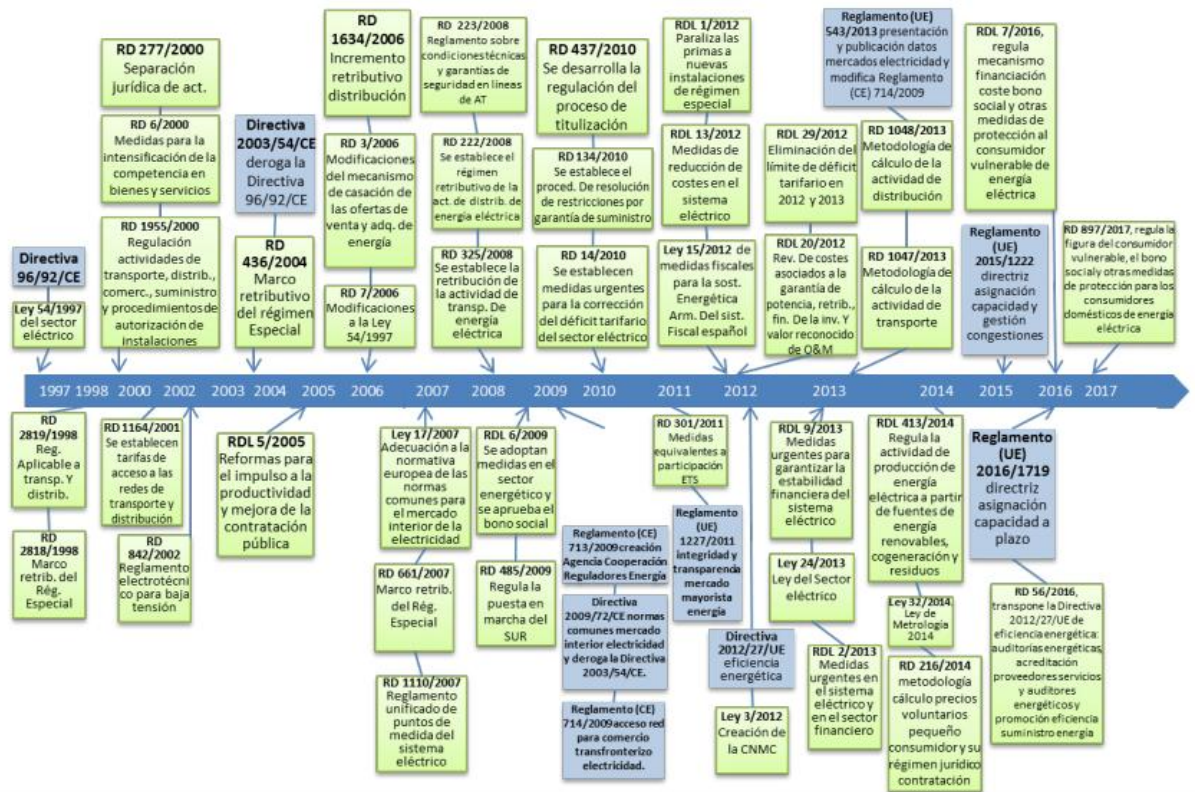 RD 277/2000
Separación
jurídica de act.
RD 6/2000
Medidas para la
intensificación de la
competencia en
bienes y servicios
RD 1955/2000
Regulación
actividades de
transporte, distrib.,
comerc., suministro
y procedimientos de
autorización de
instalaciones
Directiva
96/92/CE
Ley 54/1997
del sector
eléctrico
Directiva
2003/54/CE
deroga la
Directiva
96/92/CE
RD
436/2004
Marco
retributivo
del régimen
Especial
RD
1634/2006
Incremento
retributivo
distribución
RD 3/2006
Modificaciones
del mecanismo
de casación de
las ofertas de
venta y adq. de
energía
RD 7/2006
Modificaciones
a la Ley
54/1997
RD 223/2008
Reglamento sobre
condiciones técnicas
y garantías de
seguridad en líneas
de AT
RD 222/2008
Se establece el
régimen
retributivo de la
act. de distrib. de
energía eléctrica
RD 325/2008
Se establece la
retribución de la
actividad de
transp. De
energía eléctrica
RD 437/2010
Se desarrolla la
regulación del
proceso de
titulización
RD 134/2010
Se establece el
proced. De resolución
de restricciones por
garantía de suministro
RD 14/2010
Se establecen
medidas urgentes
para la corrección
del déficit tarifario
del sector eléctrico
RDL 1/2012
Paraliza las
primas a
nuevas
instalaciones
de régimen
especial
RDL 13/2012
Medidas de
reducción de
costes en el
sistema
eléctrico
Ley 15/2012 de
medidas fiscales
para la sost.
Energética
Arm. Del sist.
Fiscal español
RDL 29/2012
Eliminación del
límite de déficit
tarifario en
2012 y 2013
RDL 20/2012
Rev. De costes
asociados a la
garantía de
potencia, retrib.,
fin. De la inv. Y
valor reconocido
de O&M
Reglamento (UE)
543/2013 presentación
y publicación datos
mercados electricidad y
modifica Reglamento
(CE) 714/2009
RD 1048/2013
Metodología
de cálculo de
la actividad de
distribución
RD 1047/2013
Metodología
de cálculo de
la actividad de
transporte
RDL 7/2016,
regula
mecanismo
financiación
coste bono
social y otras
medidas de
protección al
consumidor
vulnerable de
energía
eléctrica
Reglamento
(UE)
2015/1222
directriz
asignación
capacidad y
gestión
congestiones
RD 897/2017, regula la
figura del consumidor
vulnerable, el bono
social y otras medidas
de protección para los
consumidores
domésticos de energía
eléctrica
1997 1998 2000 2002 2003 2004 2005 2006 2007 2008 2009 2010 2011 2012 2013 2014 2015 2016 2017
RD
2819/1998
Reg.
Aplicable a
transp. Y
distrib.
RD
2818/1998
Marco
retrib. del
Rég.
Especial
RD 1164/2001
Se establecen
tarifas de
acceso a las
redes de
transporte y
distribución
RD
842/2002
Reglamento
electrotécni
co para baja
tensión
RDL 5/2005
Reformas para
el impulso a la
productividad
y mejora de la
contratación
pública
Ley 17/2007
Adecuación a la
normativa
europea de las
normas comunes
para el
mercado
interior de la
electricidad
RD 661/2007
Marco retrib.
del Rég.
Especial
RD 1110/2007
Reglamento
unificado de
puntos de
medida del
sistema
eléctrico
RDL 6/2009
Se adoptan
medidas en el
sector
energético y
se aprueba el
bono social
RD 485/2009
Regula la
puesta en
marcha del
SUR
Reglamento (CE)
713/2009 creación
Agencia Cooperación
Reguladores Energía
Directiva
2009/72/CE normas
comunes mercado
interior electricidad
y deroga la Directiva
2003/54/CE.
Reglamento (CE)
714/2009 acceso red
para comercio
transfronterizo
electricidad.
RD 301/2011
Medidas
equivalentes a
participación
ETS
Reglamento
(UE)
1227/2011
integridad y
transparencia
mercado
mayorista
energía
Directiva
2012/27/UE
eficiencia
energética
Ley 3/2012
Creación de
la CNMC
RDL 9/2013
Medidas
urgentes para
garantizar la
estabilidad
financiera del
sistema
eléctrico
Ley 24/2013
Ley del Sector
eléctrico
RDL 2/2013
Medidas
urgentes en
el sistema
eléctrico y
en el sector
financiero
RDL 413/2014
Regula la
actividad de
producción de
energía
eléctrica a partir
de fuentes de
energía
renovables,
cogeneración y
residuos
Ley 32/2014
Ley de
Metrología
2014
RD 216/2014
metodología
cálculo precios
voluntarios
pequeño
consumidor y su
régimen jurídico
contratación
Reglamento
(UE)
2016/1719
directriz
asignación
capacidad a
plazo
RD 56/2016,
transpone la Directiva
2012/27/UE de
eficiencia energética:
auditorías energéticas,
acreditación
proveedores servicios
y auditores
energéticos y
promoción eficiencia
suministro energía